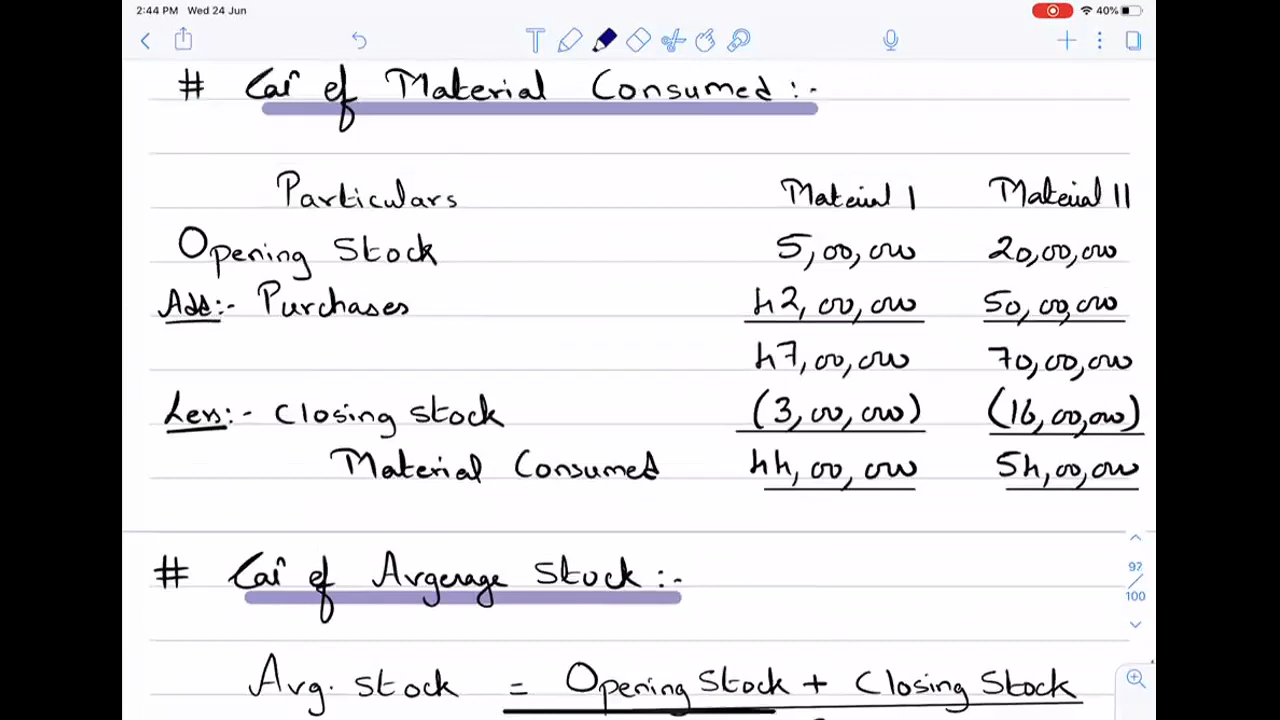 2:44 PM Wed 24 Jun 40%
# Caln of Material Consumed :-
Particulars Material I Material II
Opening Stock 5,00,000 20,00,000
Add:- Purchases 42,00,000 50,00,000
47,00,000 70,00,000
Less:- Closing Stock (3,00,000) (16,00,000)
Material Consumed 44,00,000 54,00,000
# Caln of Argerage Stock :-
97
/
100
Avg. Stock = Opening Stock + Closing Stock